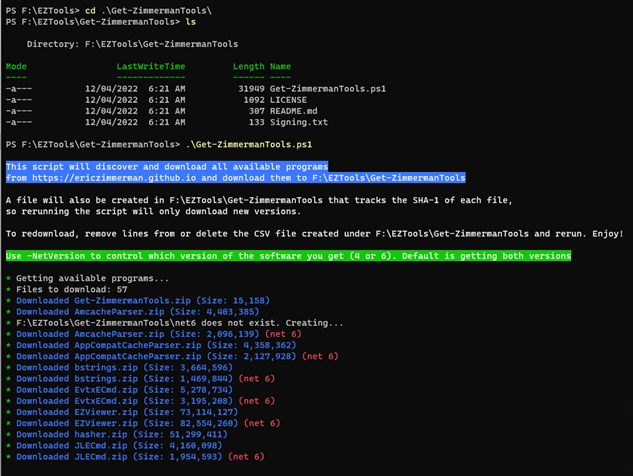 PS F:\EZTools> cd .\Get-ZimmermanTools\
PS F:\EZTools\Get-ZimmermanTools> ls
Directory: F:\EZTools\Get-ZimmermanTools
Mode LastWriteTime Length Name
---- ------------- ------ ----
-a--- 12/04/2022 6:21 AM 31949 Get-ZimmermanTools.ps1
-a--- 12/04/2022 6:21 AM 1092 LICENSE
-a--- 12/04/2022 6:21 AM 307 README.md
-a--- 12/04/2022 6:21 AM 133 Signing.txt
PS F:\EZTools\Get-ZimmermanTools> .\Get-ZimmermanTools.ps1
This script will discover and download all available programs
from https://ericzimmerman.github.io and download them to F:\EZTools\Get-ZimmermanTools
A file will also be created in F:\EZTools\Get-ZimmermanTools that tracks the SHA-1 of each file,
so rerunning the script will only download new versions.
To redownload, remove lines from or delete the CSV file created under F:\EZTools\Get-ZimmermanTools and rerun. Enjoy!
Use -NetVersion to control which version of the software you get (4 or 6). Default is getting both versions
* Getting available programs...
* Files to download: 57
* Downloaded Get-ZimmermanTools.zip (Size: 15,158)
* Downloaded AmcacheParser.zip (Size: 4,403,385)
* F:\EZTools\Get-ZimmermanTools\net6 does not exist. Creating...
* Downloaded AmcacheParser.zip (Size: 2,096,139) (net 6)
* Downloaded AppCompatCacheParser.zip (Size: 4,358,362)
* Downloaded AppCompatCacheParser.zip (Size: 2,127,928) (net 6)
* Downloaded bstrings.zip (Size: 3,664,596)
* Downloaded bstrings.zip (Size: 1,469,844) (net 6)
* Downloaded EvtxECmd.zip (Size: 5,278,734)
* Downloaded EvtxECmd.zip (Size: 3,195,208) (net 6)
* Downloaded EZViewer.zip (Size: 73,114,127)
* Downloaded EZViewer.zip (Size: 82,554,260) (net 6)
* Downloaded hasher.zip (Size: 51,299,411)
* Downloaded JLECmd.zip (Size: 4,160,098)
* Downloaded JLECmd.zip (Size: 1,954,593) (net 6)